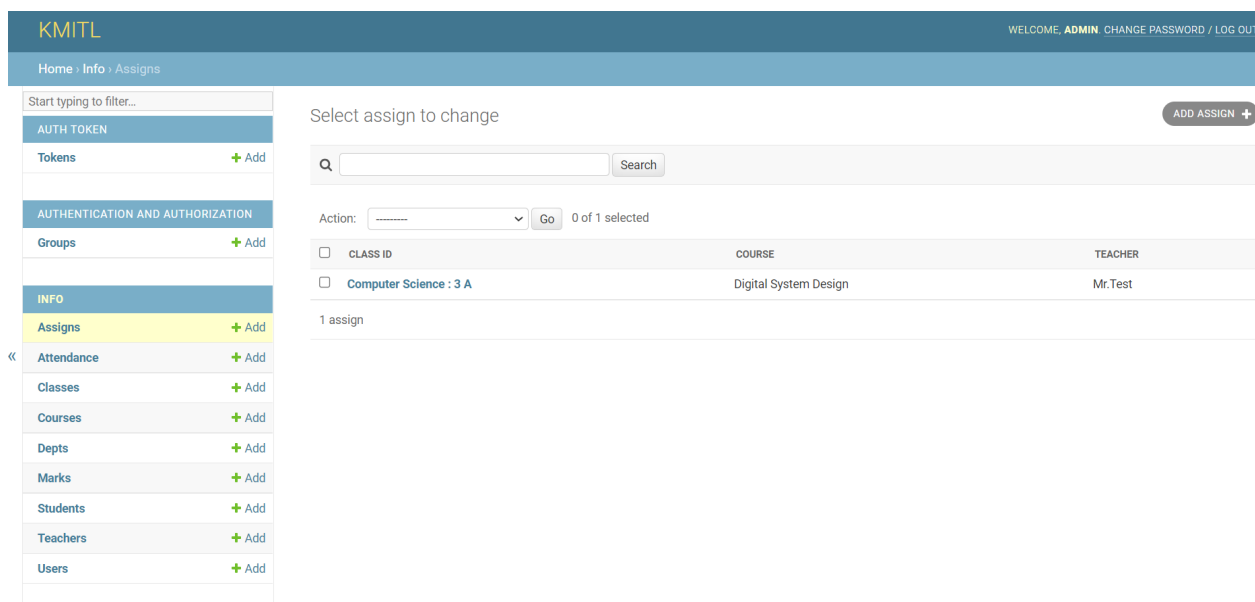 KMITL
WELCOME, ADMIN. CHANGE PASSWORD / LOG OUT
Home › Info › Assigns
Start typing to filter...
AUTH TOKEN
Tokens + Add
AUTHENTICATION AND AUTHORIZATION
Groups + Add
INFO
Assigns + Add
«
Attendance + Add
Classes + Add
Courses + Add
Depts + Add
Marks + Add
Students + Add
Teachers + Add
Users + Add
Select assign to change
ADD ASSIGN +
Search
Action: --------- Go 0 of 1 selected
CLASS ID COURSE TEACHER
Computer Science : 3 A Digital System Design Mr.Test
1 assign